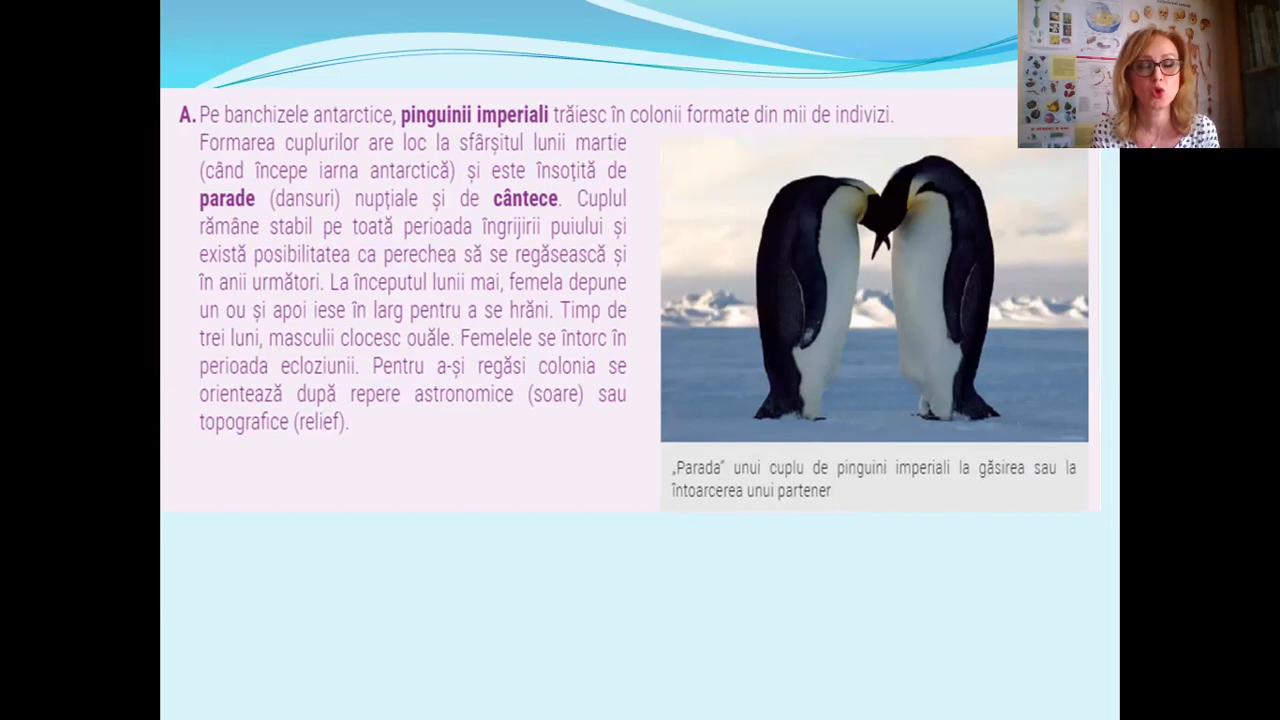 A. Pe banchizele antarctice, pinguinii imperiali trăiesc în colonii formate din mii de indivizi.
Formarea cuplurilor are loc la sfârșitul lunii martie
(când începe iarna antarctică) și este însoțită de
parade (dansuri) nupțiale și de cântece. Cuplul
rămâne stabil pe toată perioada îngrijirii puiului și
există posibilitatea ca perechea să se regăsească și
în anii următori. La începutul lunii mai, femela depune
un ou și apoi iese în larg pentru a se hrăni. Timp de
trei luni, masculii clocesc ouăle. Femelele se întorc în
perioada ecloziunii. Pentru a-și regăsi colonia se
orientează după repere astronomice (soare) sau
topografice (relief).
„Parada” unui cuplu de pinguini imperiali la găsirea sau la
întoarcerea unui partener